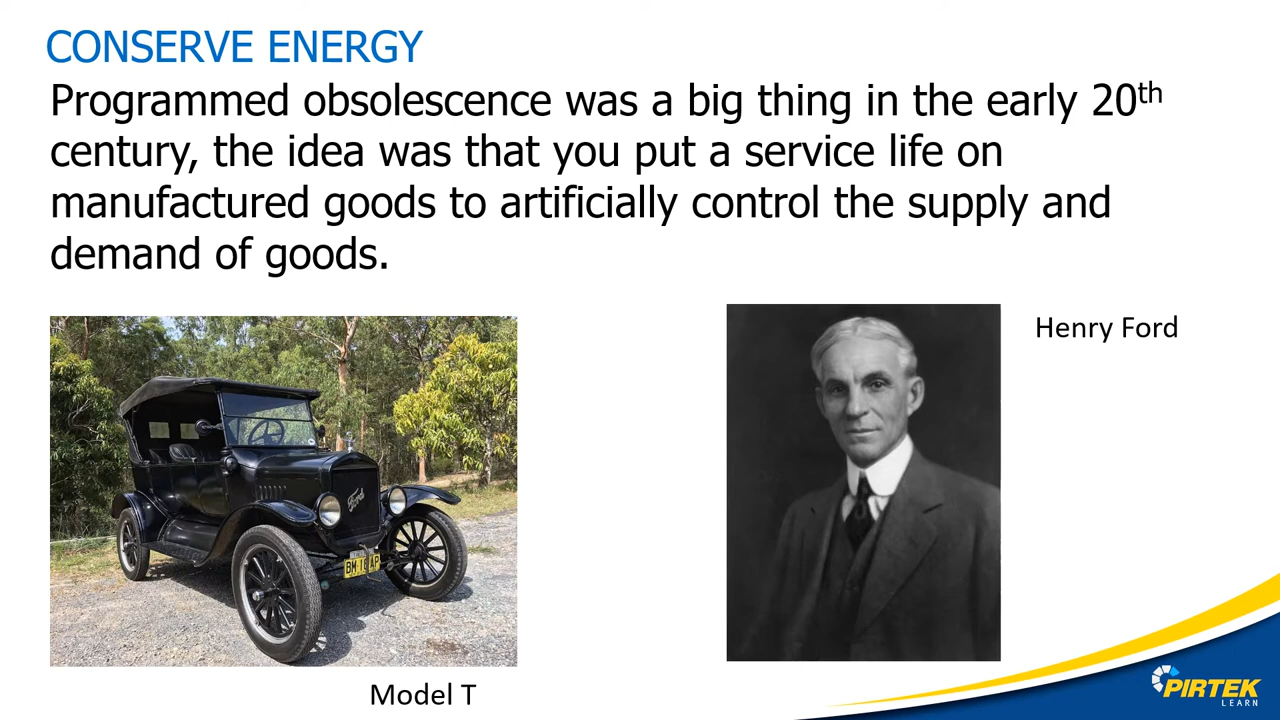 CONSERVE ENERGY
Programmed obsolescence was a big thing in the early 20th
century, the idea was that you put a service life on
manufactured goods to artificially control the supply and
demand of goods.
Henry Ford
Ford
Model T
PIRTEK
LEARN